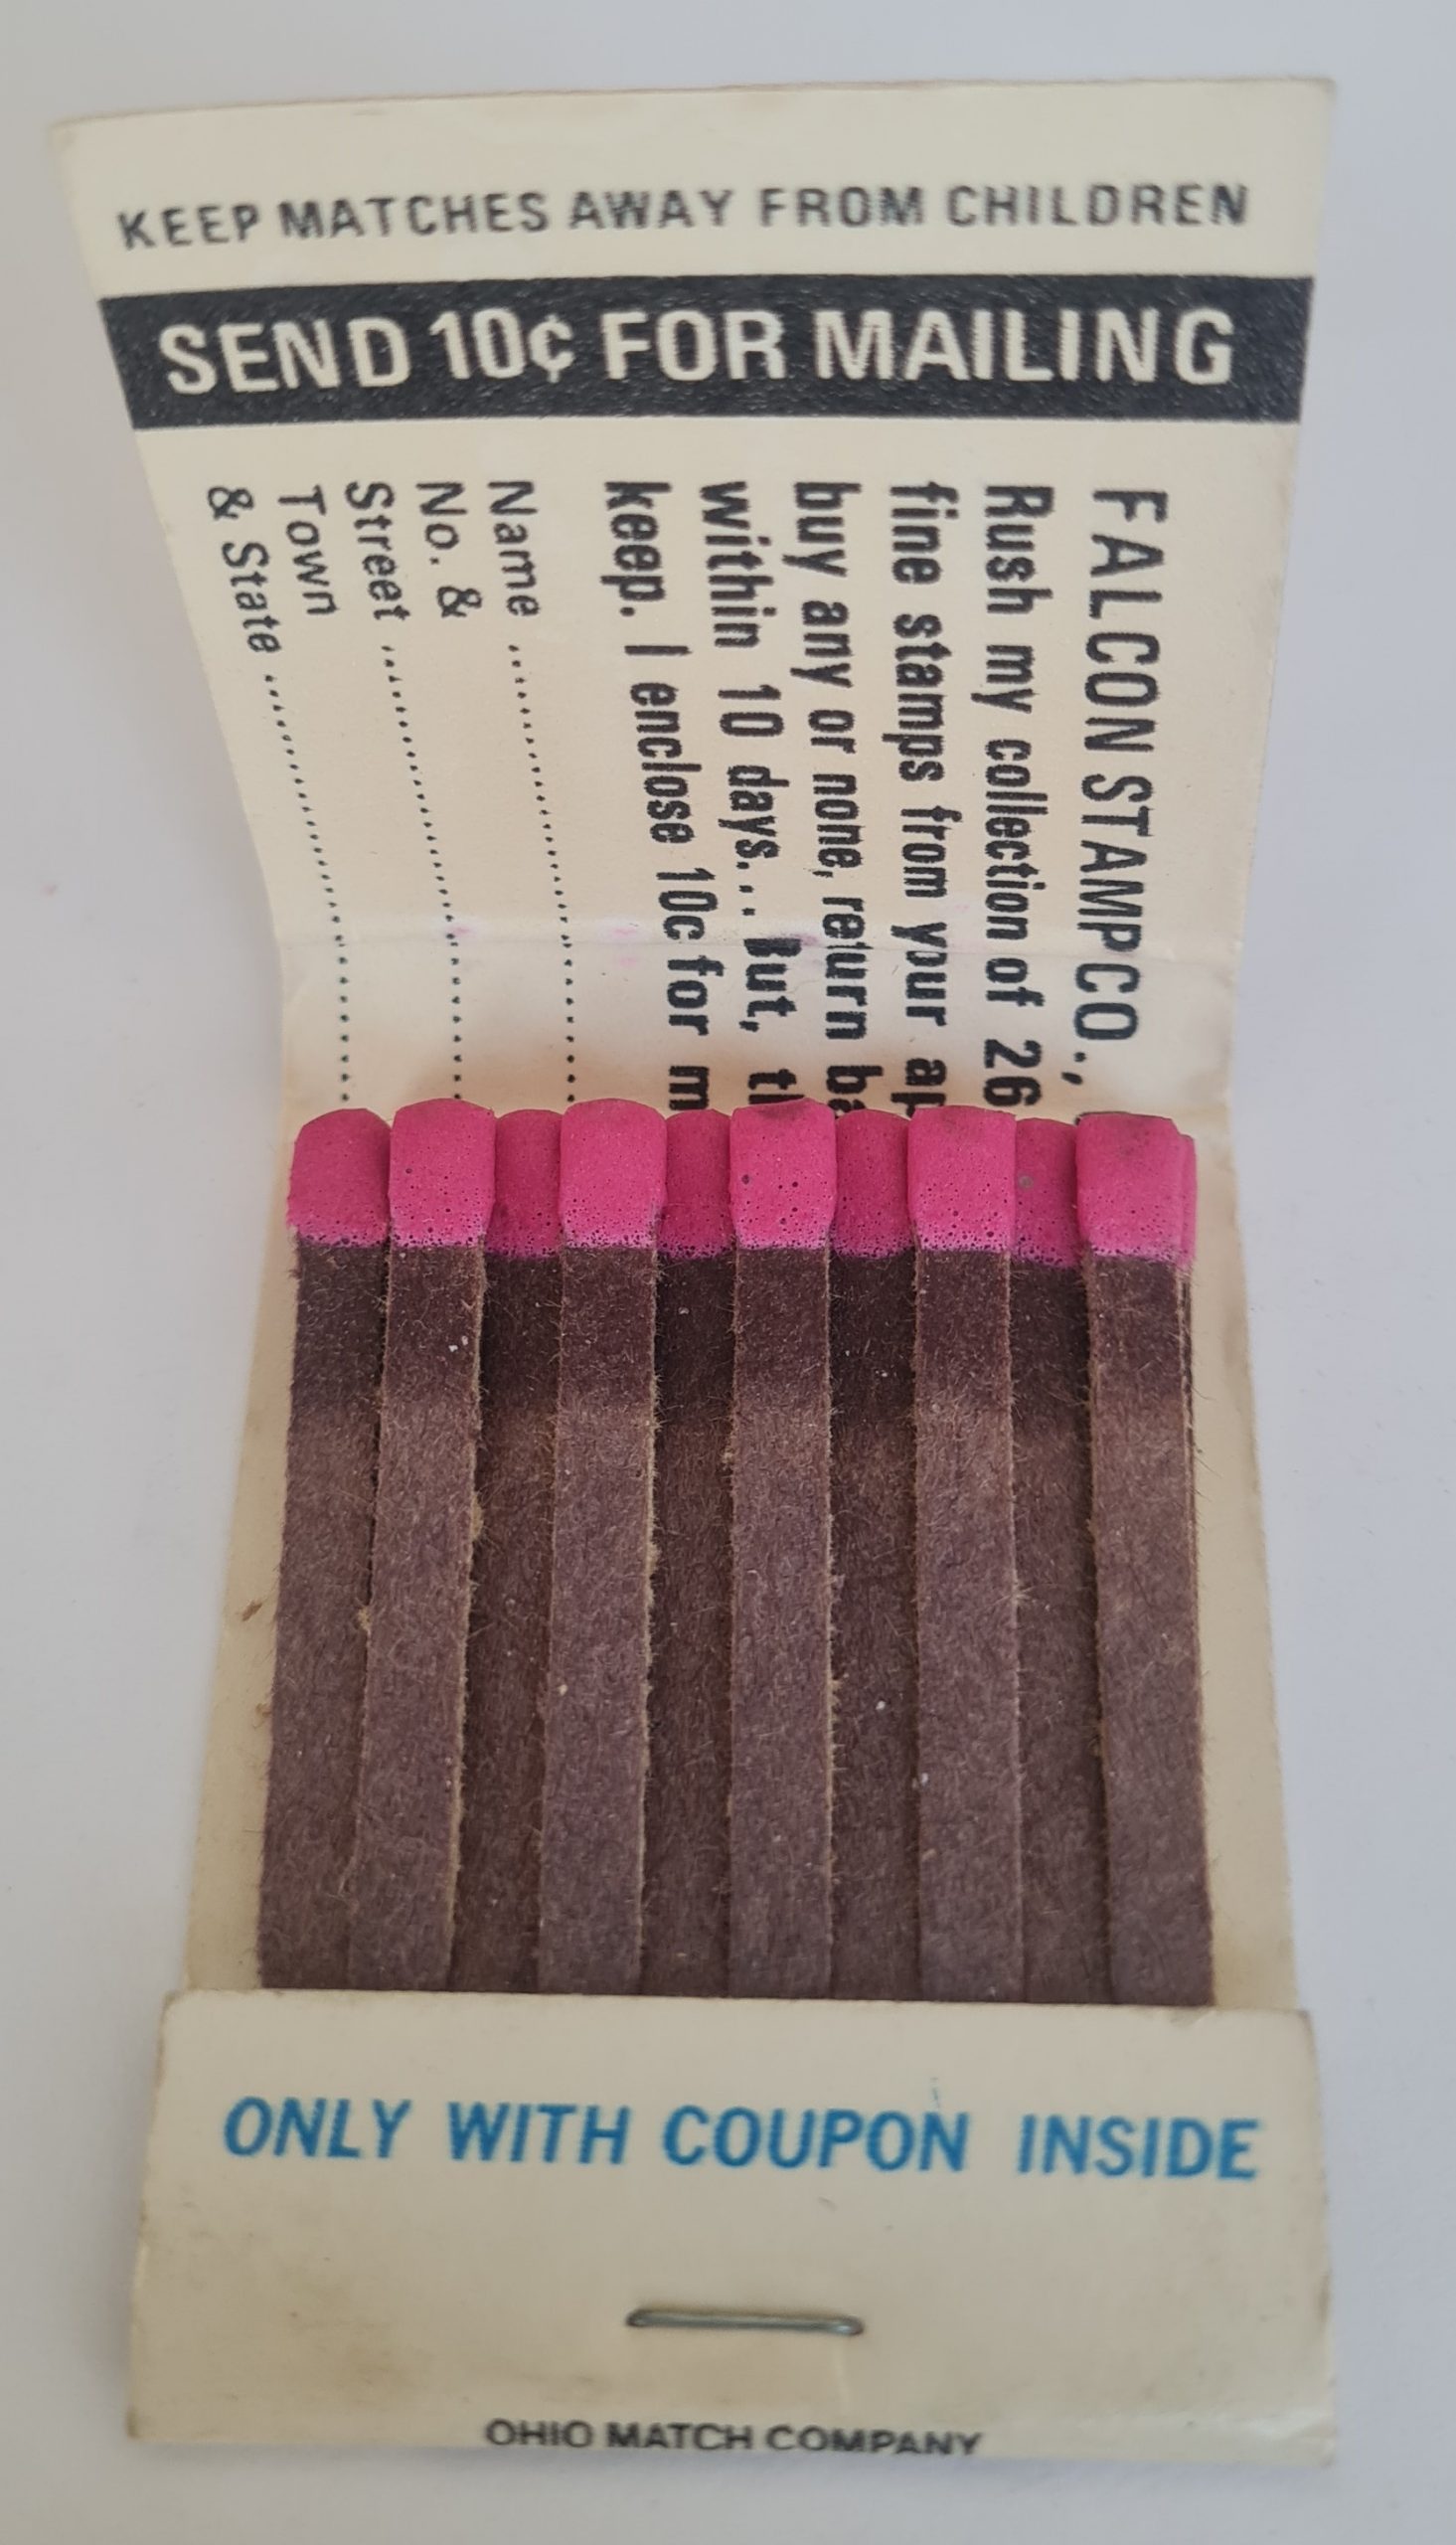 KEEP MATCHES AWAY FROM CHILDREN
SEND 10¢ FOR MAILING
FALCON STAMP CO.,
Rush my collection of 26
fine stamps from your
buy any or none, return
within 10 days... But,
keep. I enclose 10c for
Name ..............................
No. &
Street ..............................
Town
& State ..............................
ONLY WITH COUPON INSIDE
OHIO MATCH COMPANY